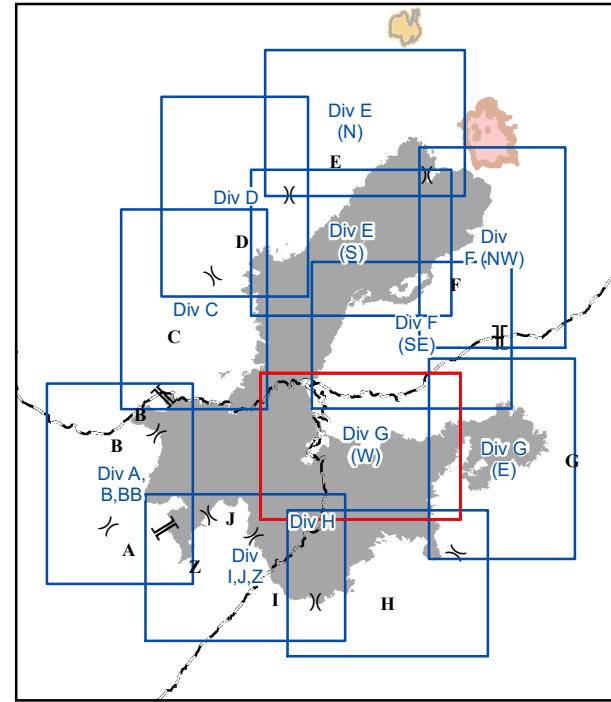 Div E
(N)
E
Div D
D
Div E
(S)
Div
F (NW)
F
Div C
C
Div F
(SE)
B
B
Div G
(W)
Div G
(E)
G
Div A,
B,BB
A
J
Div H
Z
Div
I,J,Z
I
H